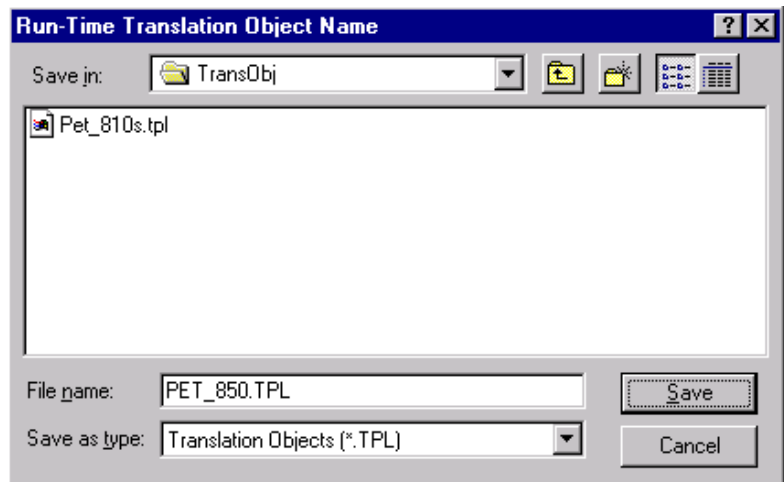 Run-Time Translation Object Name
Save in: TransObj
Pet_810s.tpl
File name: PET_850.TPL Save
Save as type: Translation Objects (*.TPL) Cancel